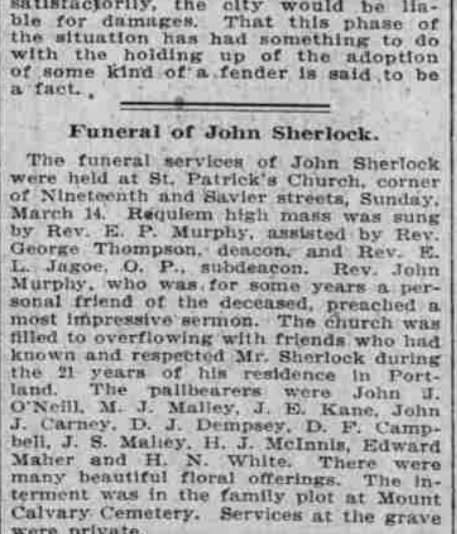 satisfactorily, the city would be lia-
ble for damages. That this phase of
the situation has had something to do
with the holding up of the adoption
of some kind of a fender is said to be
a fact.
Funeral of John Sherlock.
The funeral services of John Sherlock
were held at St. Patrick's Church, corner
of Nineteenth and Savier streets, Sunday,
March 14. Requiem high mass was sung
by Rev. E. P. Murphy, assisted by Rev.
George Thompson, deacon, and Rev. E.
L. Jagoe, O. P., subdeacon. Rev. John
Murphy, who was for some years a per-
sonal friend of the deceased, preached a
most impressive sermon. The church was
filled to overflowing with friends who had
known and respected Mr. Sherlock during
the 21 years of his residence in Port-
land. The pallbearers were John J.
O'Neill, M. J. Malley, J. E. Kane, John
J. Carney, D. J. Dempsey, D. F. Camp-
bell, J. S. Malley, H. J. McInnis, Edward
Maher and H. N. White. There were
many beautiful floral offerings. The in-
terment was in the family plot at Mount
Calvary Cemetery. Services at the grave
were private.